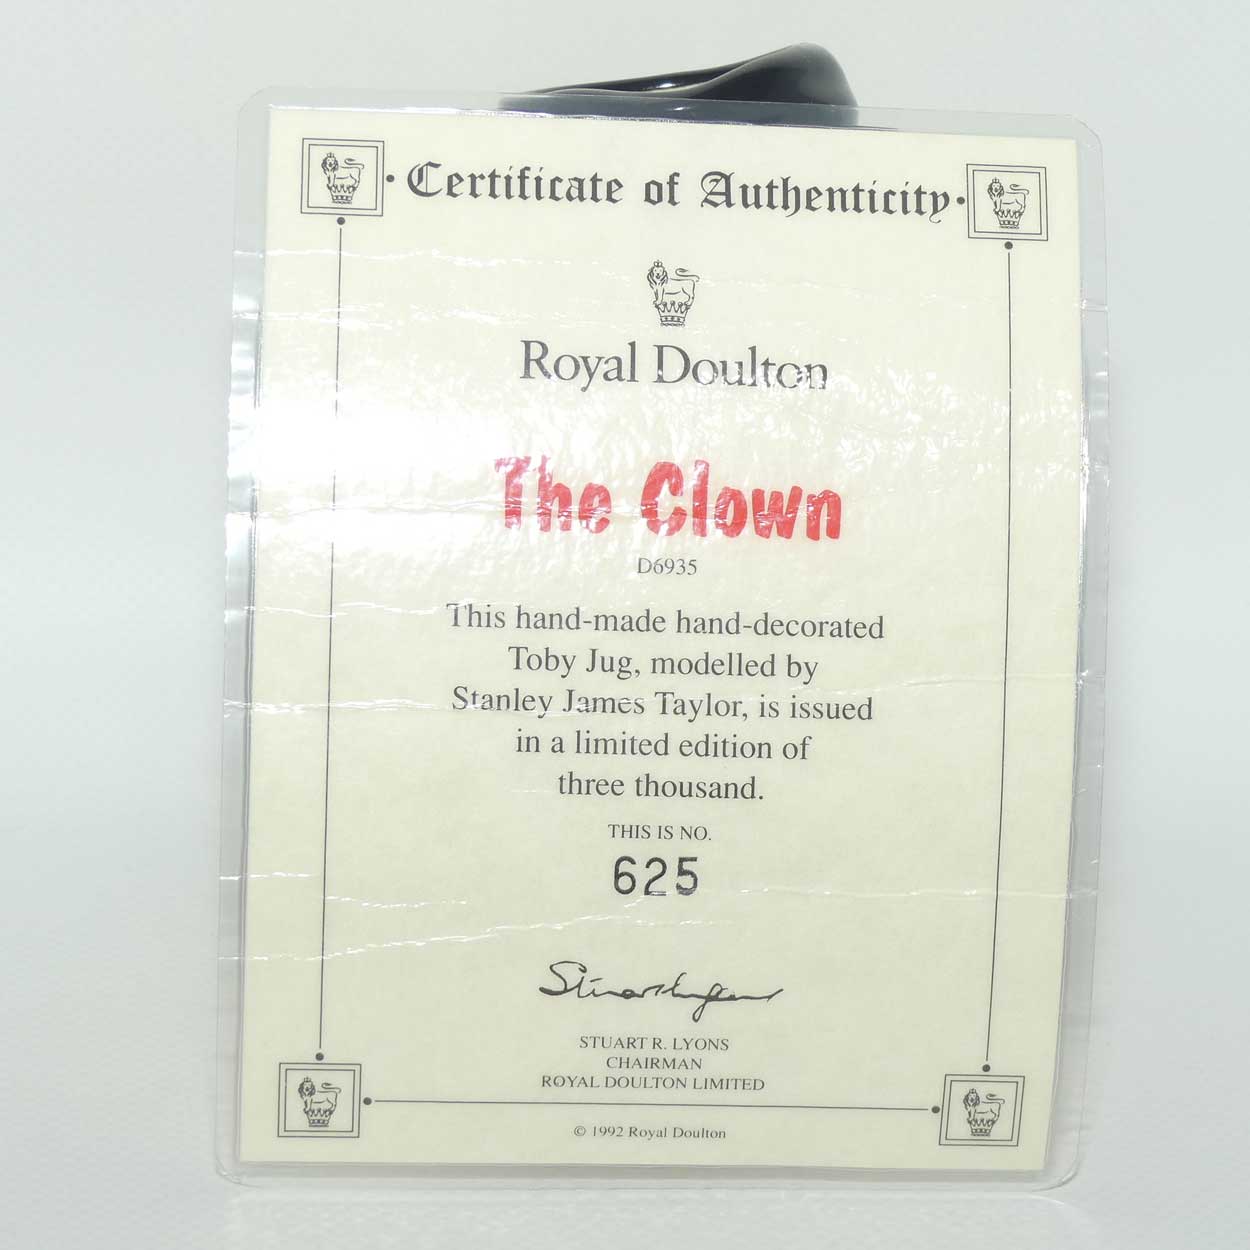 Certificate of Authenticity
Royal Doulton
The Clown
D6935
This hand-made hand-decorated
Toby Jug, modelled by
Stanley James Taylor, is issued
in a limited edition of
three thousand.
THIS IS NO.
625
STUART R. LYONS
CHAIRMAN
ROYAL DOULTON LIMITED
© 1992 Royal Doulton